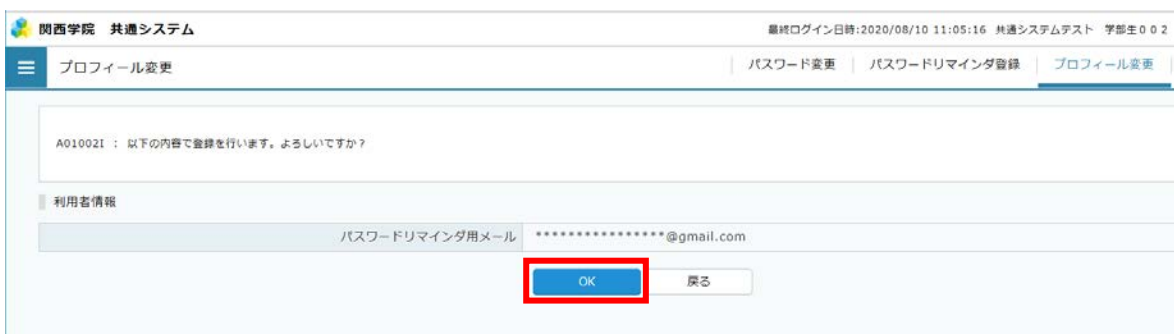 関西学院 共通システム
最終ログイン日時:2020/08/10 11:05:16 共通システムテスト 学部生002
プロフィール変更
パスワード変更 パスワードリマインダ登録 プロフィール変更
A01002I : 以下の内容で登録を行います。よろしいですか?
利用者情報
パスワードリマインダ用メール ****************@gmail.com
OK 戻る